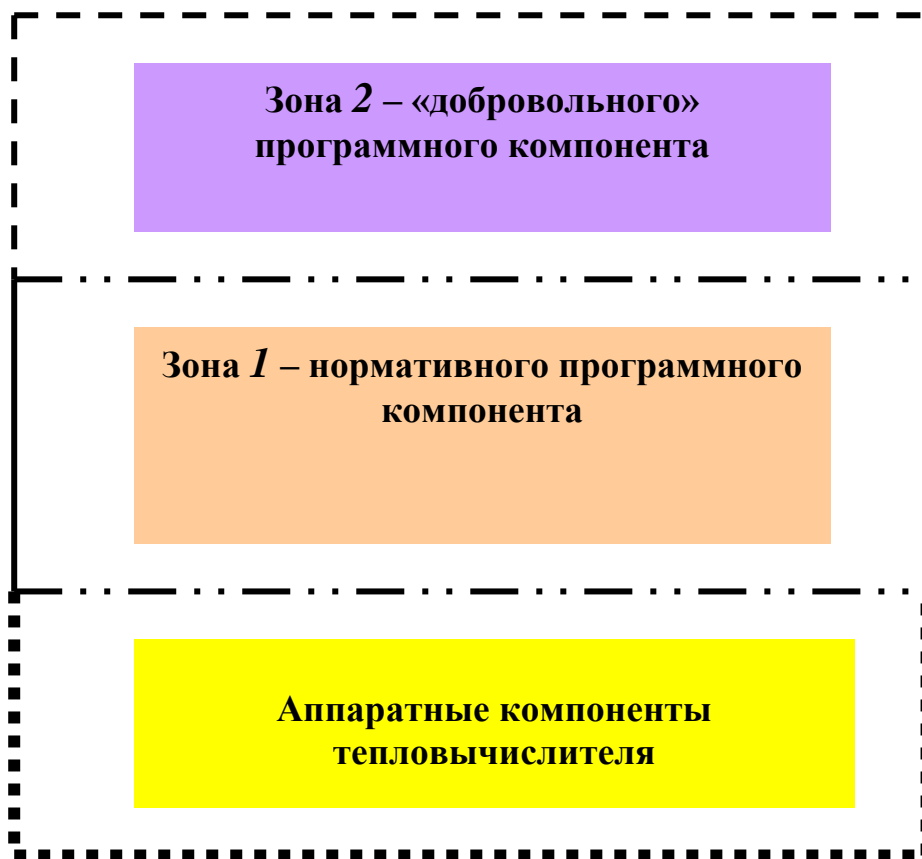 Зона 2 – «добровольного»
программного компонента
Зона 1 – нормативного программного
компонента
Аппаратные компоненты
тепловычислителя